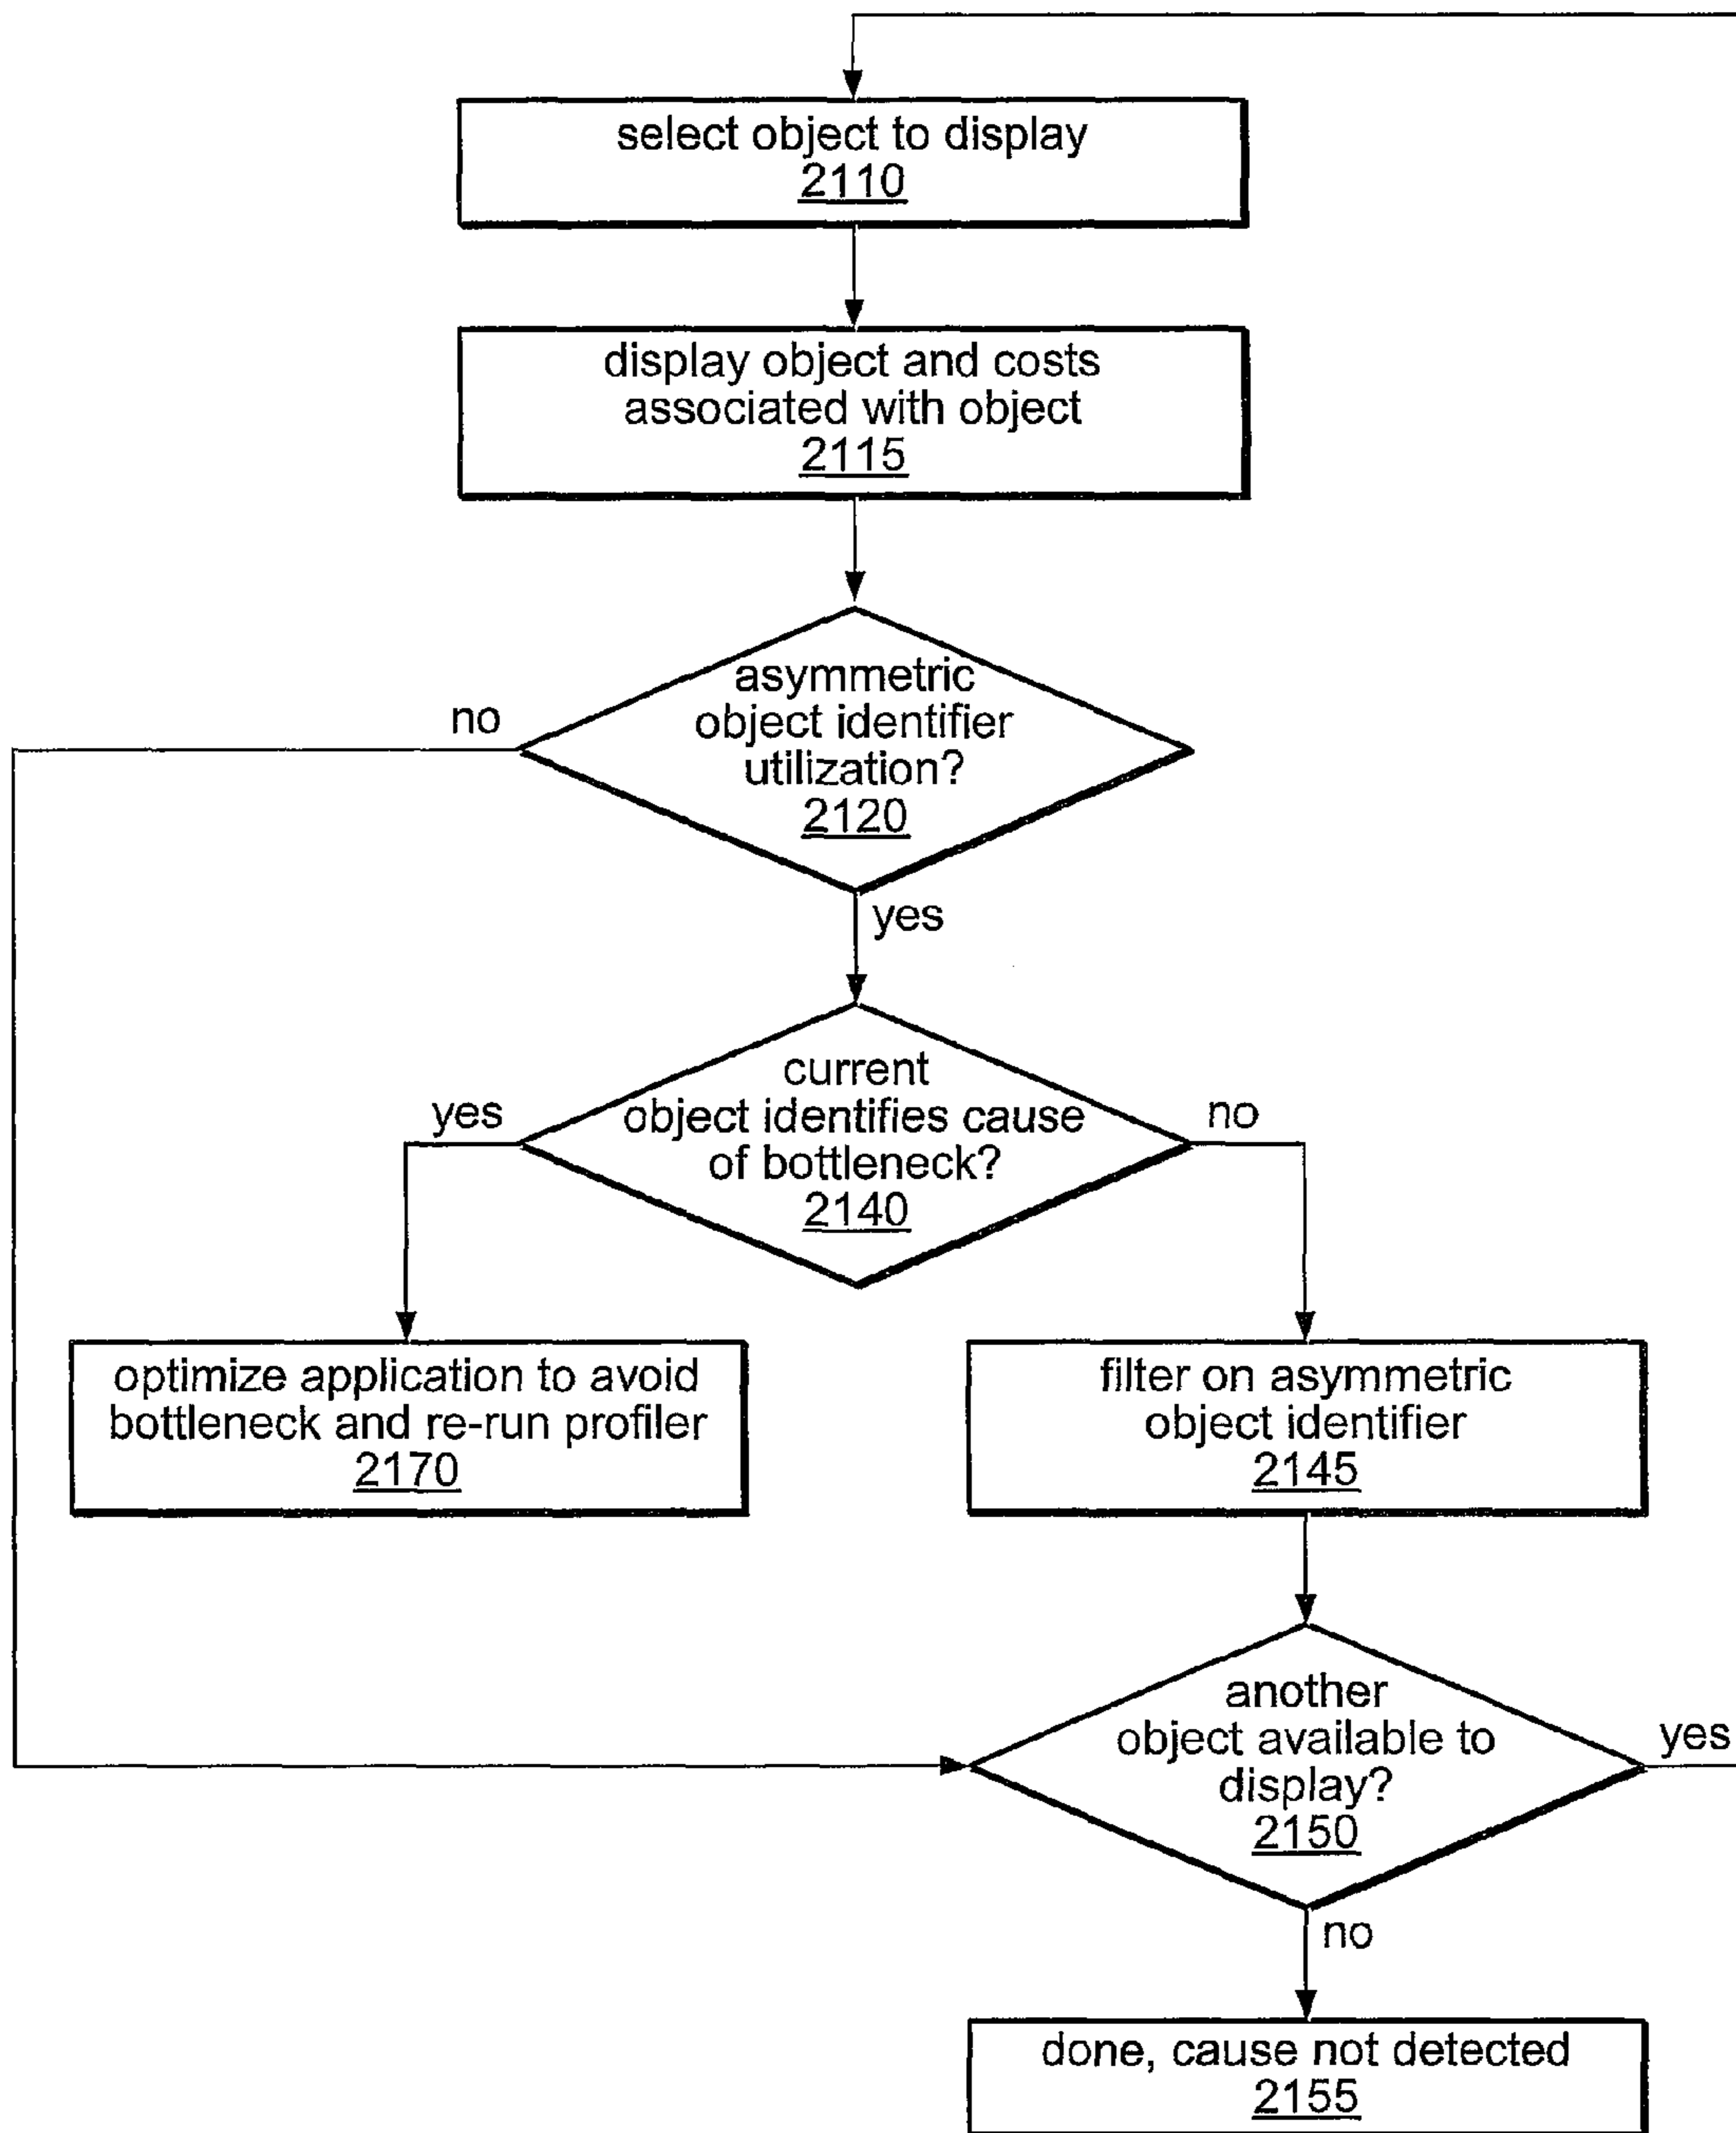 select object to display
2110
display object and costs
associated with object
2115
asymmetric
object identifier
utilization?
2120
no
yes
current
object identifies cause
of bottleneck?
2140
yes
no
optimize application to avoid
bottleneck and re-run profiler
2170
filter on asymmetric
object identifier
2145
another
object available to
display?
2150
yes
no
done, cause not detected
2155